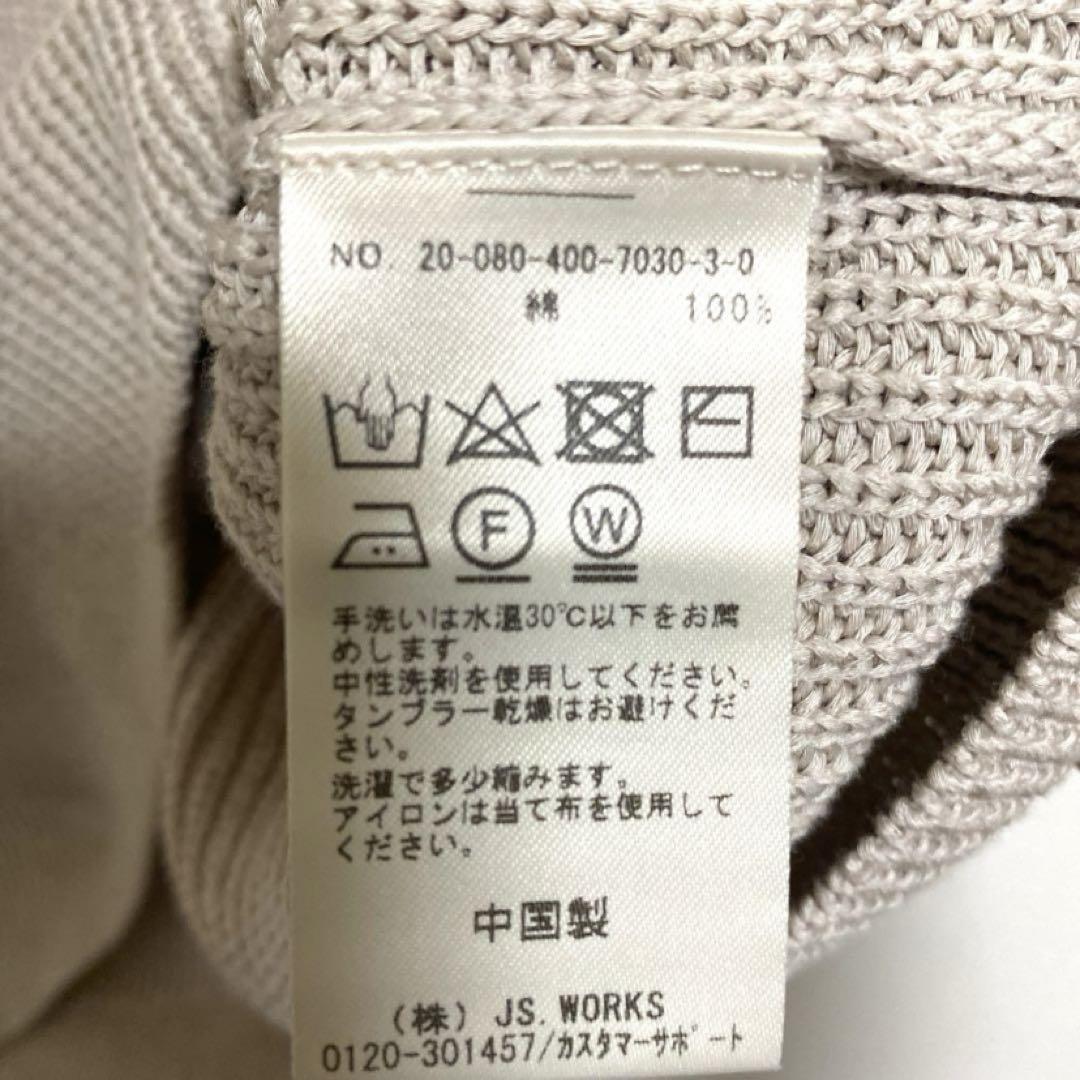 NO 20-080-400-7030-3-0
綿 100%
F W
手洗いは水温30℃以下をお薦
めします。
中性洗剤を使用してください。
タンブラー乾燥はお避けくだ
さい。
洗濯で多少縮みます。
アイロンは当て布を使用して
ください。
中国製
(株) JS. WORKS
0120-301457/カスタマーサポート